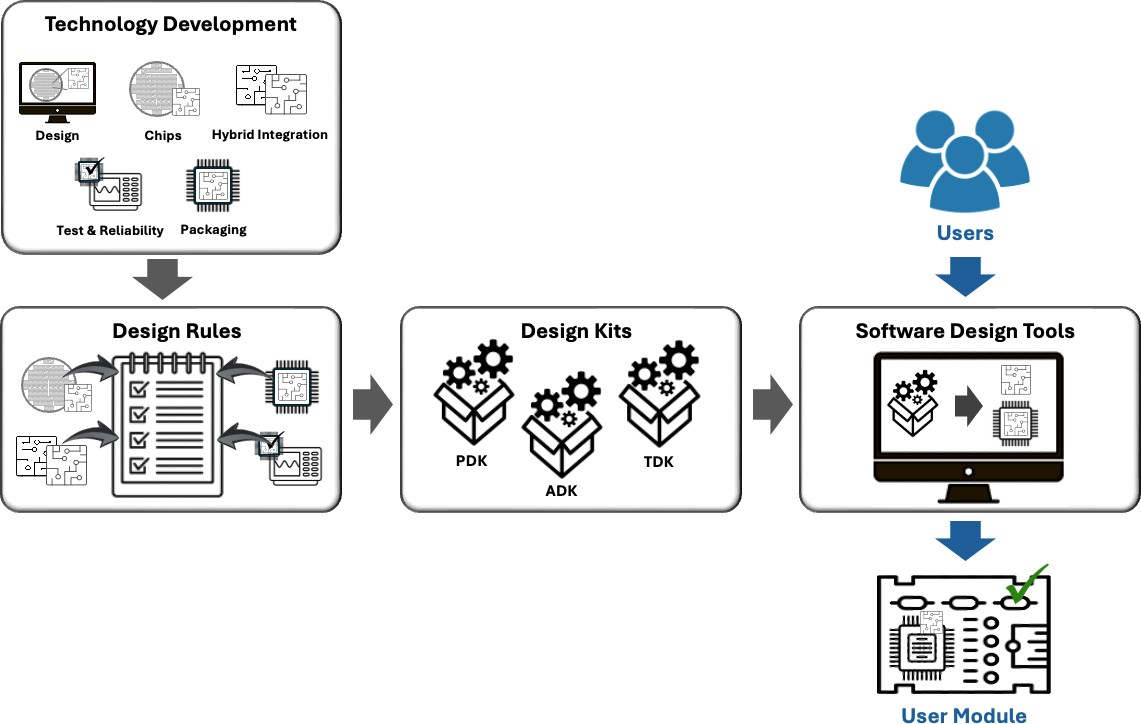 Technology Development
Design
Chips
Hybrid Integration
Test & Reliability
Packaging
Users
Design Rules
Design Kits
PDK
ADK
TDK
Software Design Tools
User Module